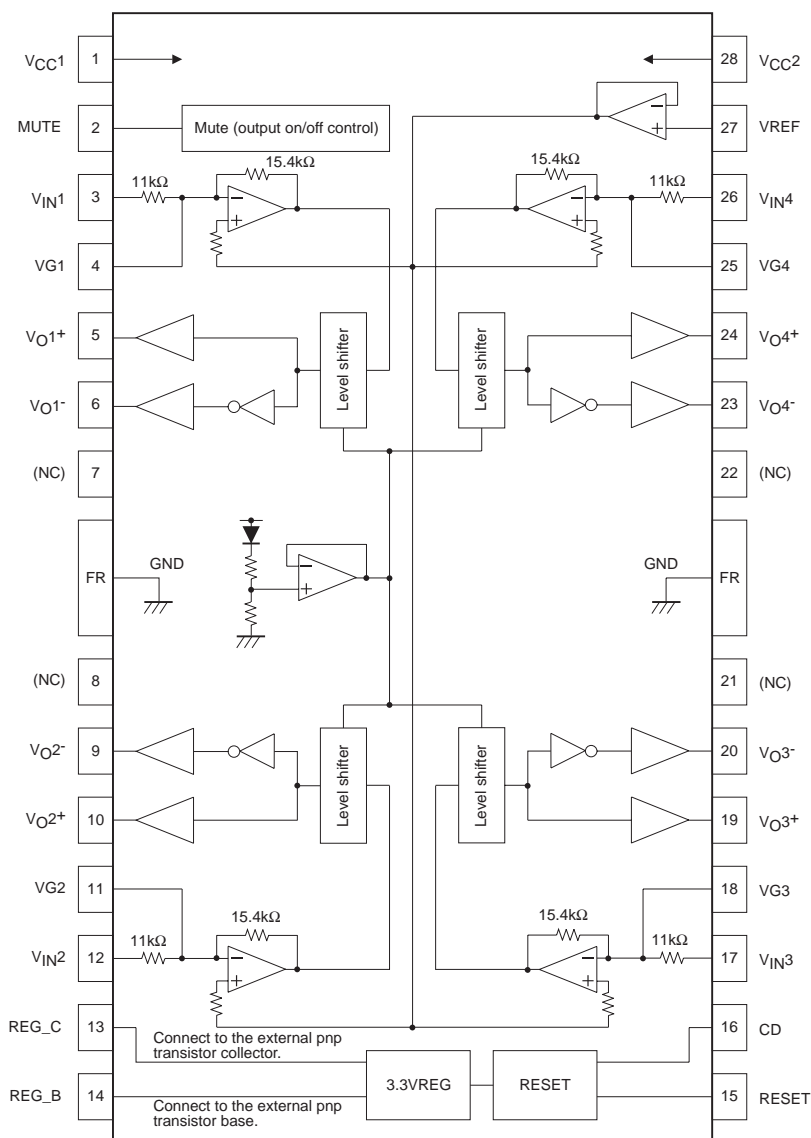 VCC1 1 28 VCC2
MUTE 2 Mute (output on/off control) 27 VREF
15.4kΩ 15.4kΩ
11kΩ 11kΩ
VIN1 3 − − 26 VIN4
+ +
VG1 4 25 VG4
VO1+ 5 Level shifter Level shifter 24 VO4+
VO1- 6 23 VO4-
(NC) 7 22 (NC)
GND GND
FR FR
(NC) 8 21 (NC)
VO2- 9 Level shifter Level shifter 20 VO3-
VO2+ 10 19 VO3+
VG2 11 18 VG3
15.4kΩ 15.4kΩ
11kΩ 11kΩ
VIN2 12 − − 17 VIN3
+ +
REG_C 13 Connect to the external pnp 16 CD
transistor collector.
3.3VREG RESET
REG_B 14 Connect to the external pnp 15 RESET
transistor base.